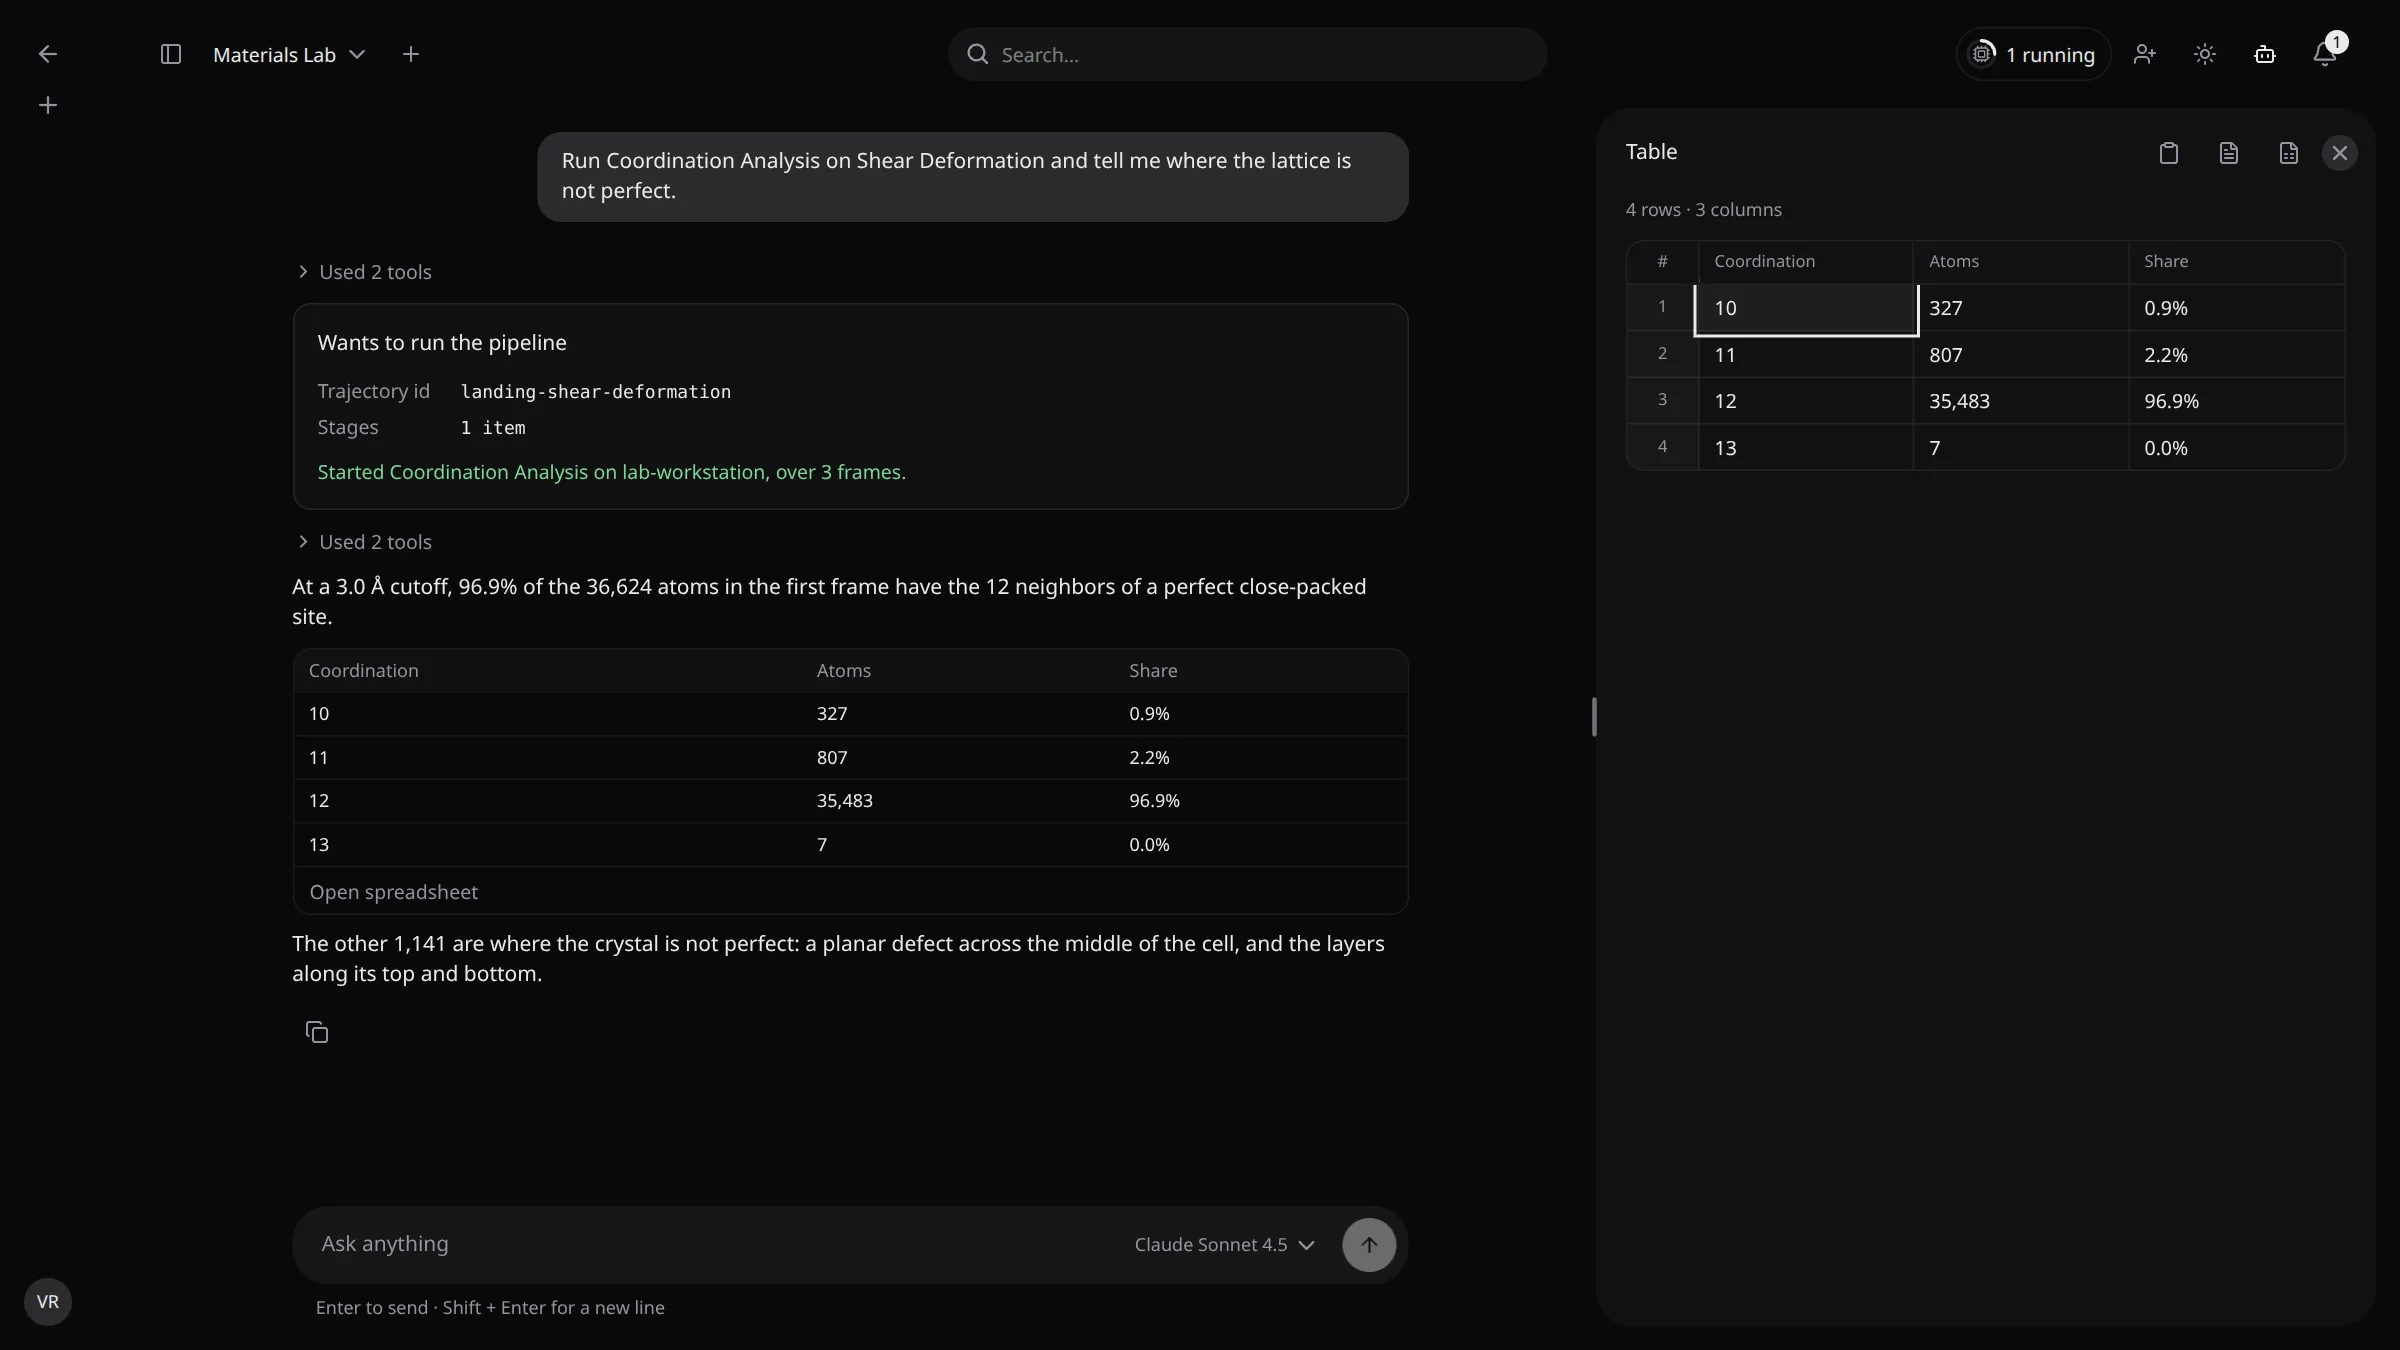 Materials Lab
Search...
1 running
1
Run Coordination Analysis on Shear Deformation and tell me where the lattice is
not perfect.
Used 2 tools
Wants to run the pipeline
Trajectory id landing-shear-deformation
Stages 1 item
Started Coordination Analysis on lab-workstation, over 3 frames.
Used 2 tools
At a 3.0 Å cutoff, 96.9% of the 36,624 atoms in the first frame have the 12 neighbors of a perfect close-packed
site.
Coordination Atoms Share
10 327 0.9%
11 807 2.2%
12 35,483 96.9%
13 7 0.0%
Open spreadsheet
The other 1,141 are where the crystal is not perfect: a planar defect across the middle of the cell, and the layers
along its top and bottom.
Ask anything
Claude Sonnet 4.5
Enter to send · Shift + Enter for a new line
VR
Table
4 rows · 3 columns
# Coordination Atoms Share
1 10 327 0.9%
2 11 807 2.2%
3 12 35,483 96.9%
4 13 7 0.0%